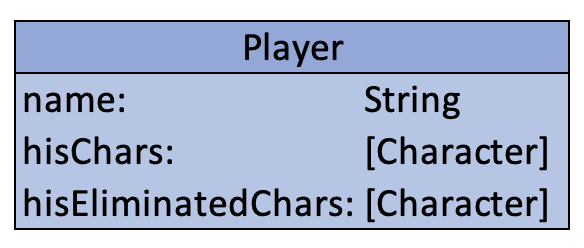 Player
name: String
hisChars: [Character]
hisEliminatedChars: [Character]